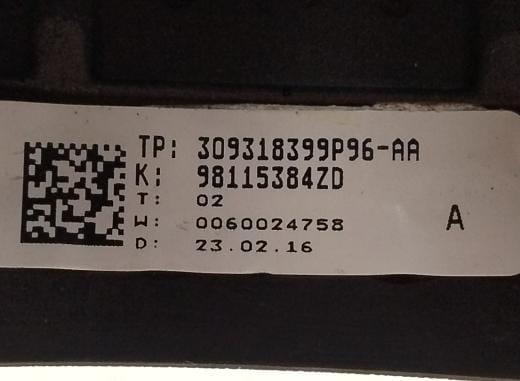 TP: 309318399P96-AA
K: 98115384ZD
T: 02
W: 0060024758
A
D: 23.02.16